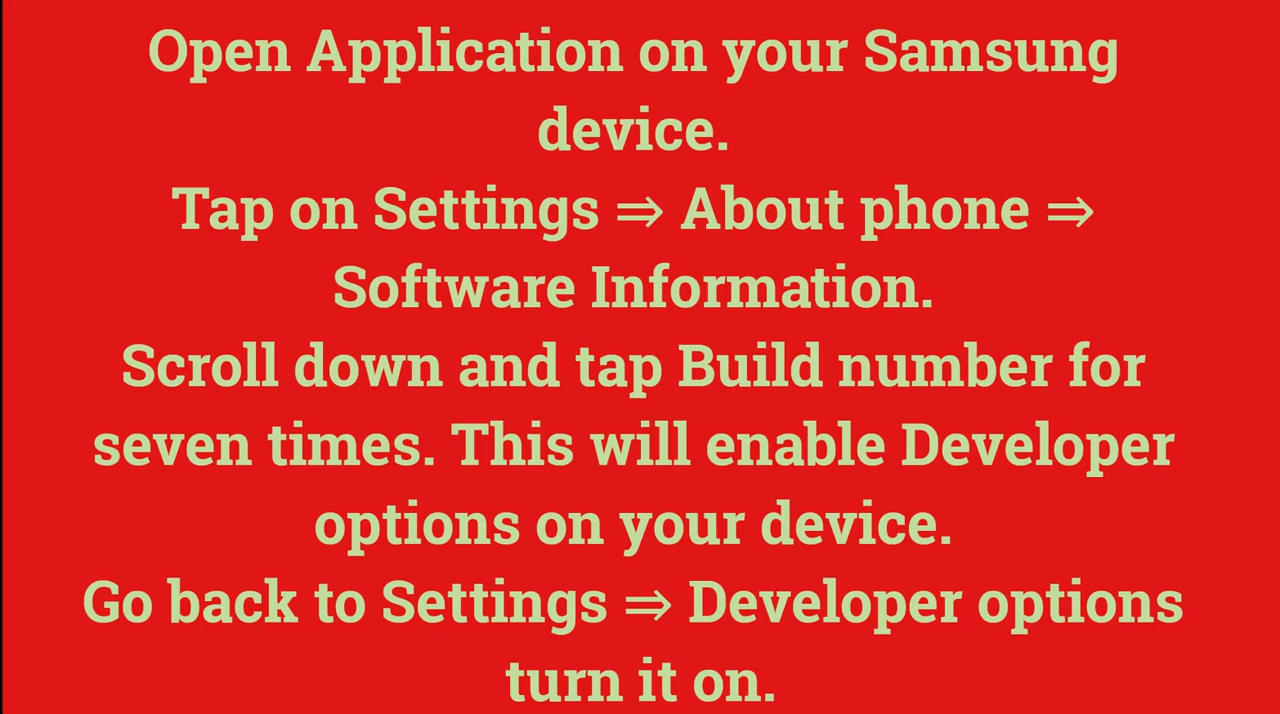 Open Application on your Samsung
device.
Tap on Settings ⇒ About phone ⇒
Software Information.
Scroll down and tap Build number for
seven times. This will enable Developer
options on your device.
Go back to Settings ⇒ Developer options
turn it on.